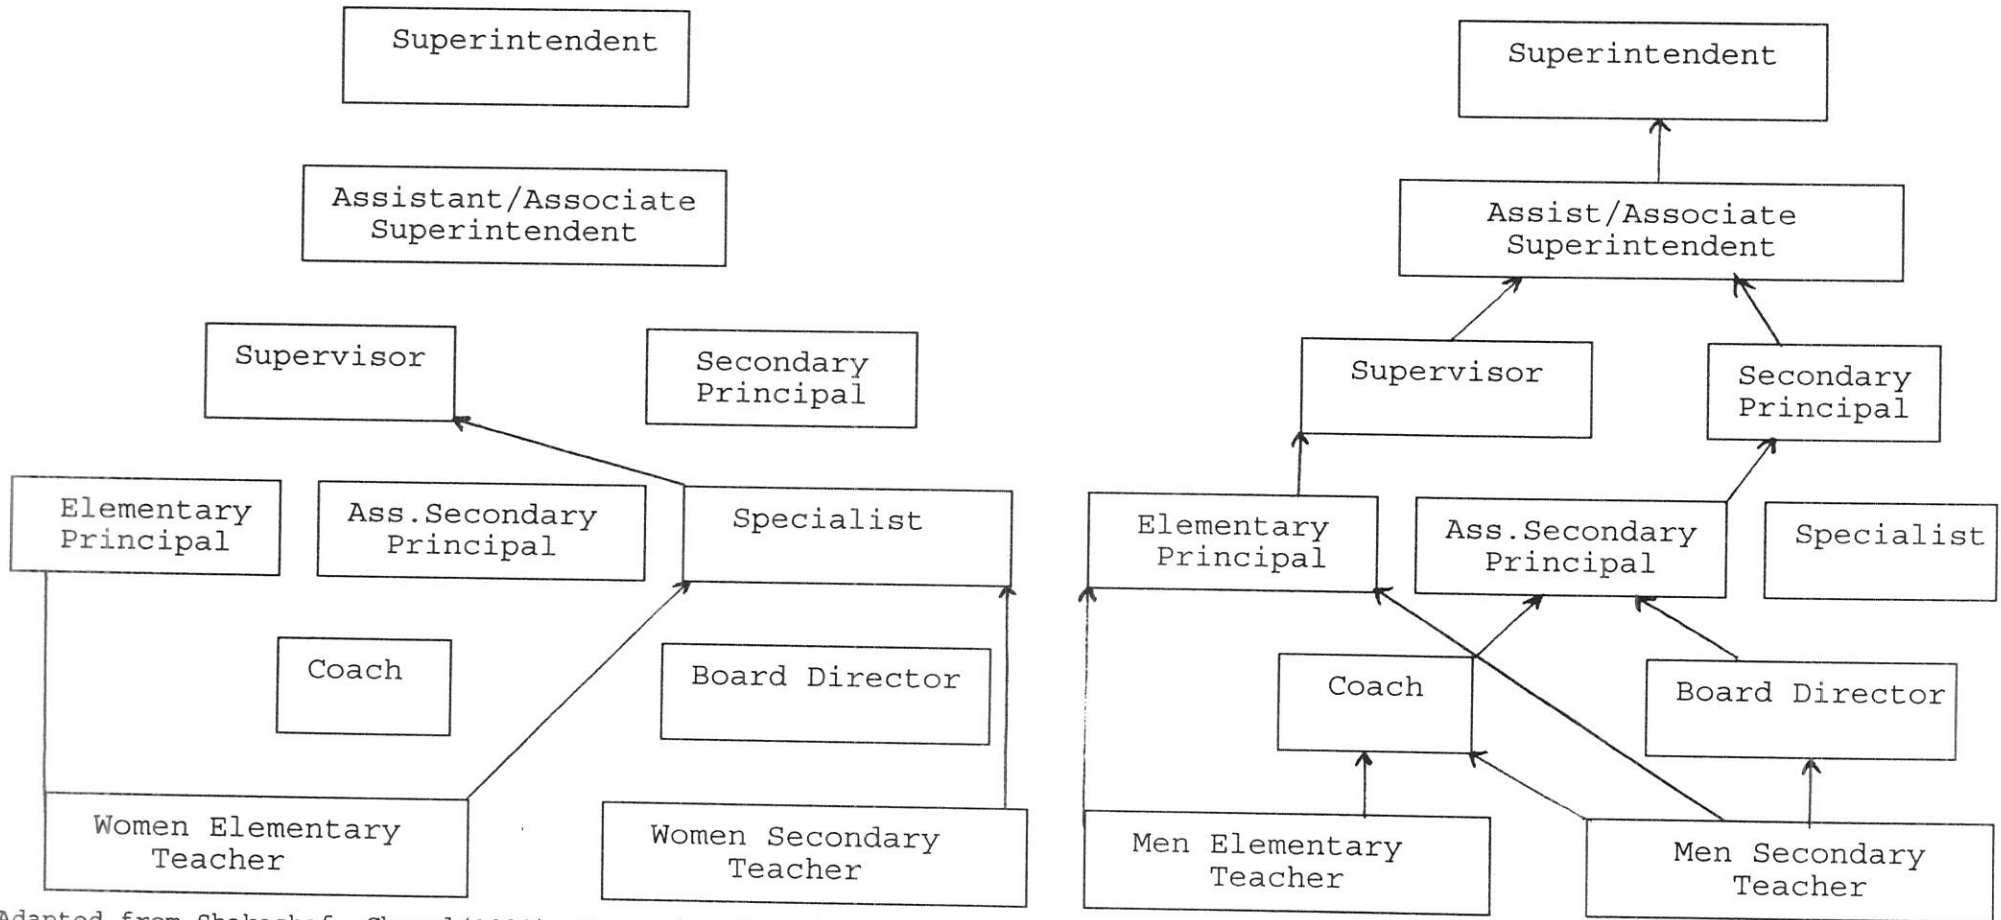 Superintendent
Assistant/Associate
Superintendent
Supervisor
Secondary
Principal
Elementary
Principal
Ass.Secondary
Principal
Specialist
Coach
Board Director
Women Elementary
Teacher
Women Secondary
Teacher
Superintendent
Assist/Associate
Superintendent
Supervisor
Secondary
Principal
Elementary
Principal
Ass.Secondary
Principal
Specialist
Coach
Board Director
Men Elementary
Teacher
Men Secondary
Teacher
Adapted from